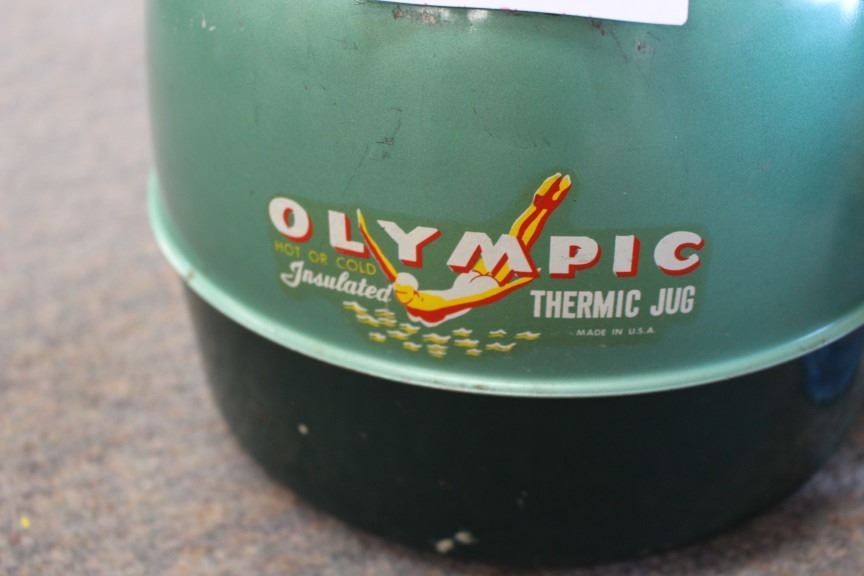 OLYMPIC
HOT OR COLD
Insulated
THERMIC JUG
MADE IN U.S.A.